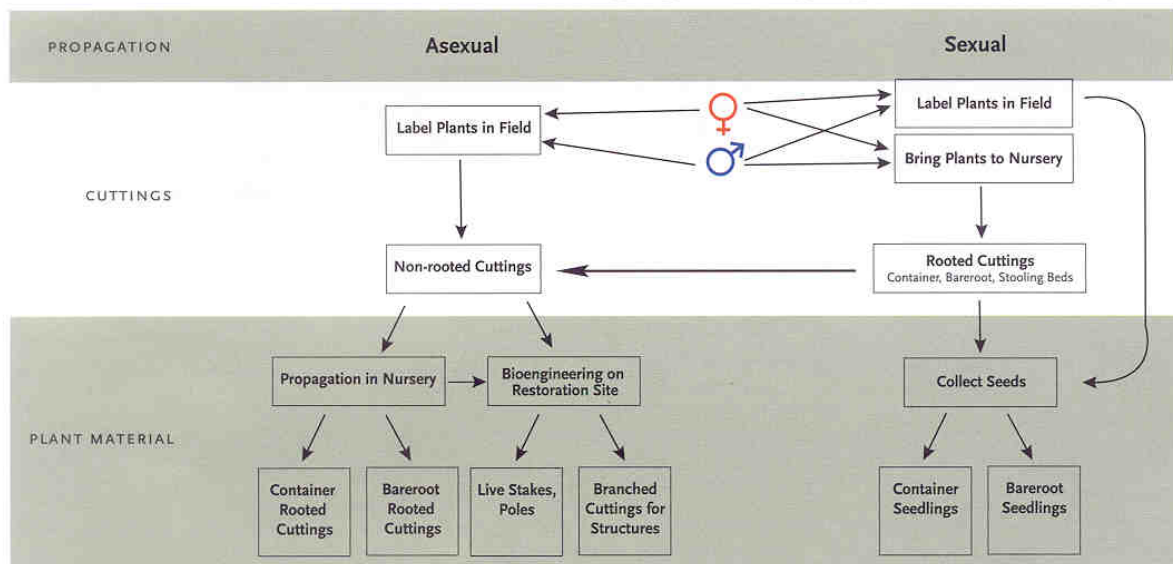 PROPAGATION
Asexual
Sexual
CUTTINGS
Label Plants in Field
Label Plants in Field
Bring Plants to Nursery
Non-rooted Cuttings
Rooted Cuttings
Container, Bareroot, Stooling Beds
PLANT MATERIAL
Propagation in Nursery
Bioengineering on
Restoration Site
Collect Seeds
Container
Rooted
Cuttings
Bareroot
Rooted
Cuttings
Live Stakes,
Poles
Branched
Cuttings for
Structures
Container
Seedlings
Bareroot
Seedlings